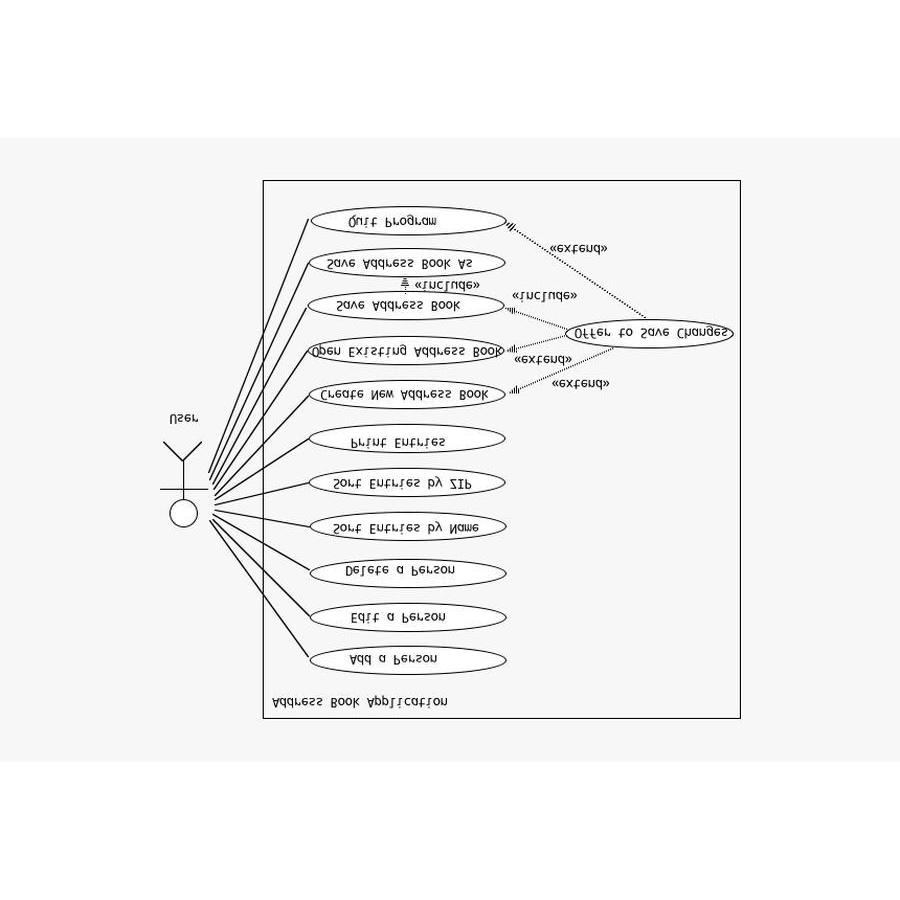 Address Book Application
Add a Person
Edit a Person
Delete a Person
Sort Entries by Name
Sort Entries by ZIP
Print Entries
User
Create New Address Book
«extend»
Open Existing Address Book
«extend»
Offer to Save Changes
Save Address Book
«include»
«include»
Save Address Book As
«extend»
Quit Program